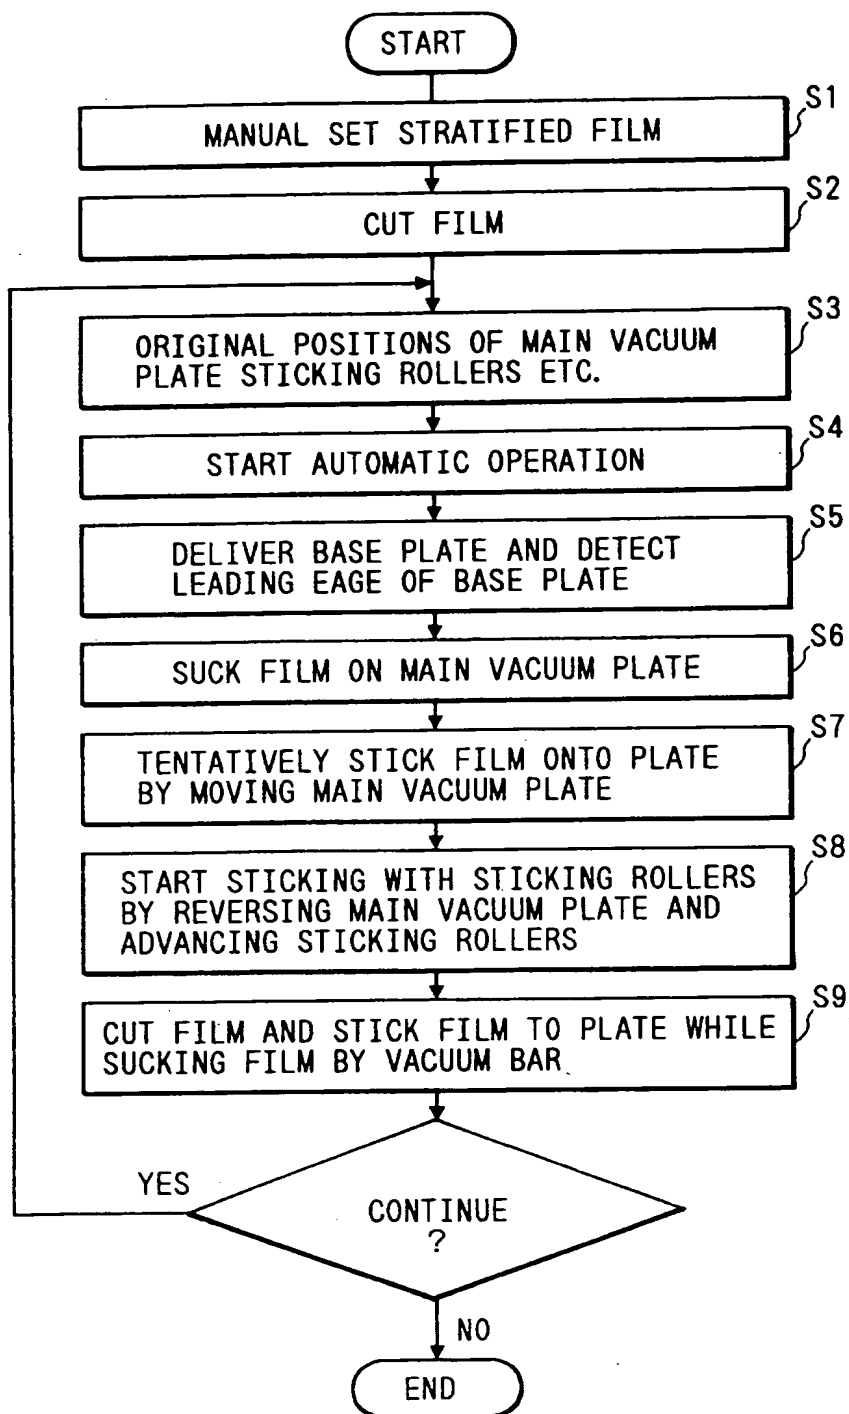 START
S1
MANUAL SET STRATIFIED FILM
S2
CUT FILM
S3
ORIGINAL POSITIONS OF MAIN VACUUM
PLATE STICKING ROLLERS ETC.
S4
START AUTOMATIC OPERATION
S5
DELIVER BASE PLATE AND DETECT
LEADING EAGE OF BASE PLATE
S6
SUCK FILM ON MAIN VACUUM PLATE
S7
TENTATIVELY STICK FILM ONTO PLATE
BY MOVING MAIN VACUUM PLATE
S8
START STICKING WITH STICKING ROLLERS
BY REVERSING MAIN VACUUM PLATE AND
ADVANCING STICKING ROLLERS
S9
CUT FILM AND STICK FILM TO PLATE WHILE
SUCKING FILM BY VACUUM BAR
YES
CONTINUE
?
NO
END